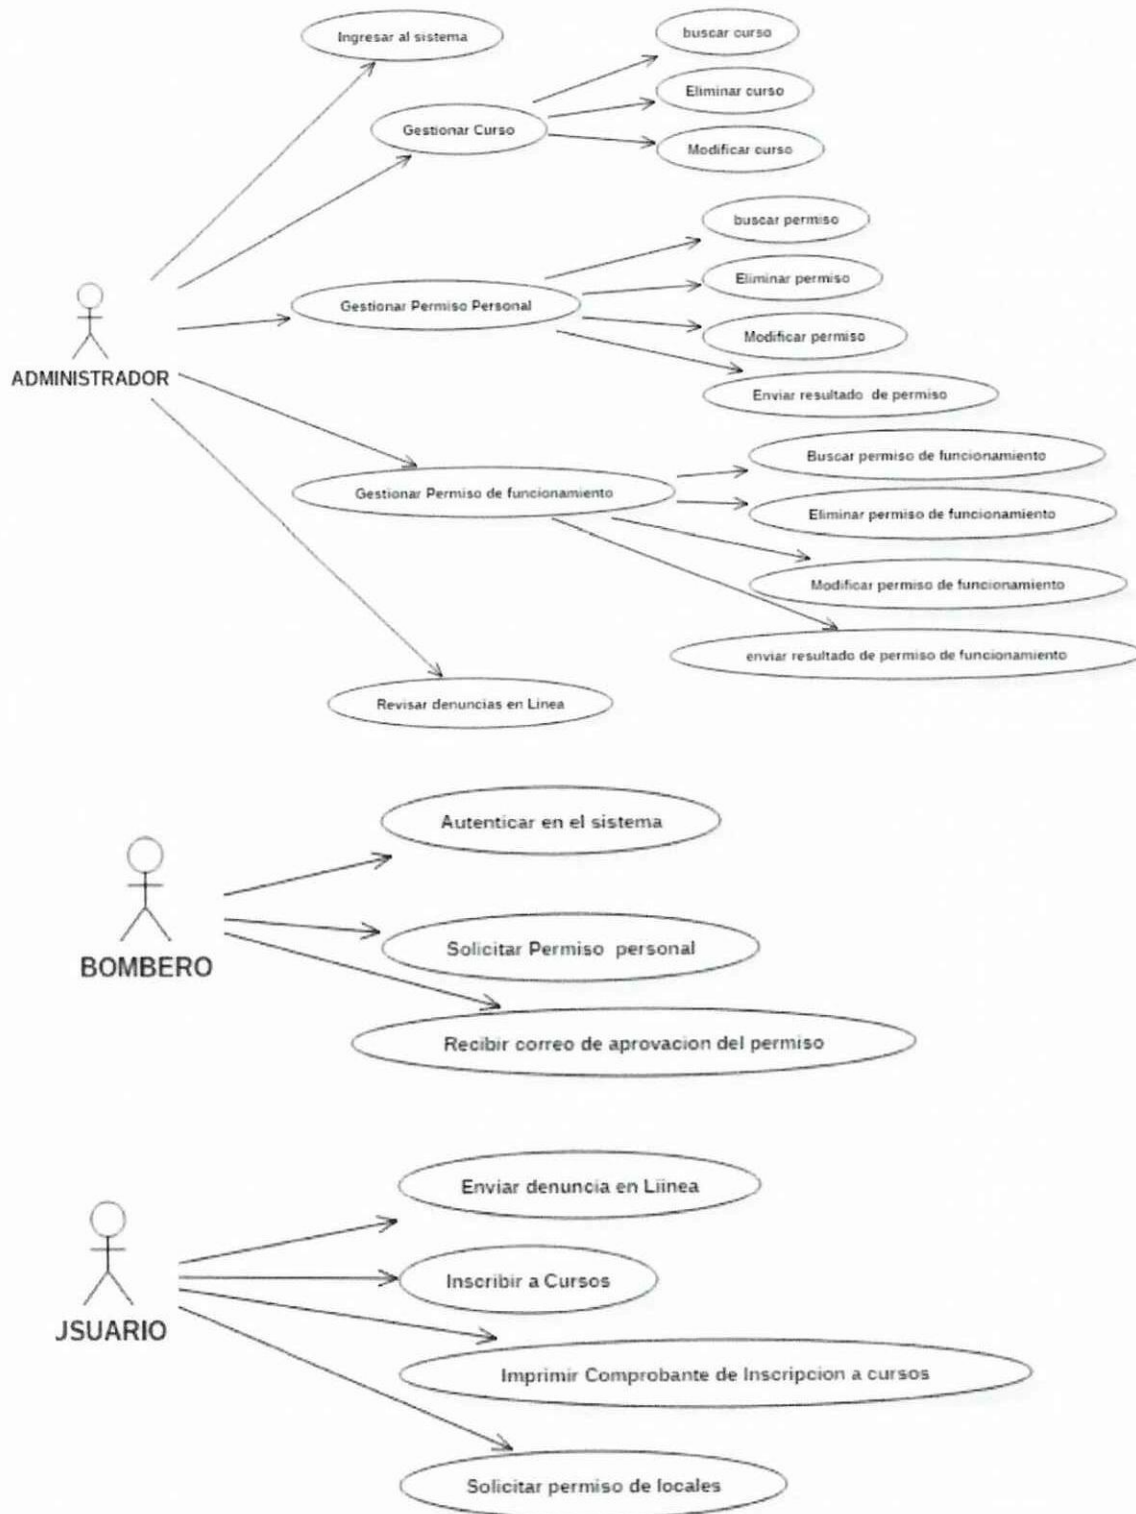 Ingresar al sistema
buscar curso
Eliminar curso
Gestionar Curso
Modificar curso
buscar permiso
Eliminar permiso
Gestionar Permiso Personal
Modificar permiso
ADMINISTRADOR
Enviar resultado de permiso
Buscar permiso de funcionamiento
Gestionar Permiso de funcionamiento
Eliminar permiso de funcionamiento
Modificar permiso de funcionamiento
enviar resultado de permiso de funcionamiento
Revisar denuncias en Linea
Autenticar en el sistema
Solicitar Permiso personal
BOMBERO
Recibir correo de aprovacion del permiso
Enviar denuncia en Liinea
Inscribir a Cursos
JSUARIO
Imprimir Comprobante de Inscripcion a cursos
Solicitar permiso de locales